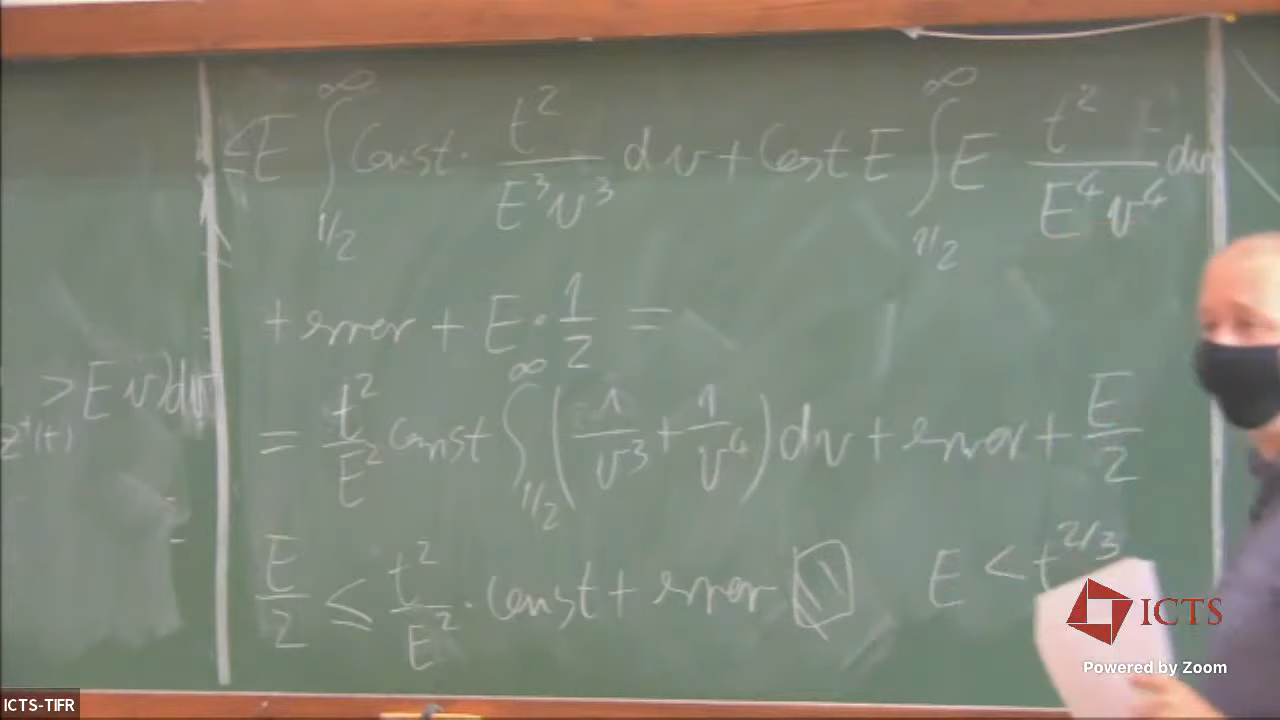 ≤ E ∫_{1/2}^{∞} Const · t²/(E³v³) dv + Cost E ∫_{1/2}^{∞} E t²/(E⁴v⁴) dv
+ error + E · 1/2 =
> E v) dv
= t²/E² const ∫_{1/2}^{∞} (1/v³ + 1/v⁴) dv + error + E/2
=
E/2 ≤ t²/E² · const + error
E < t^{2/3}
ICTS
Powered by Zoom
ICTS-TIFR